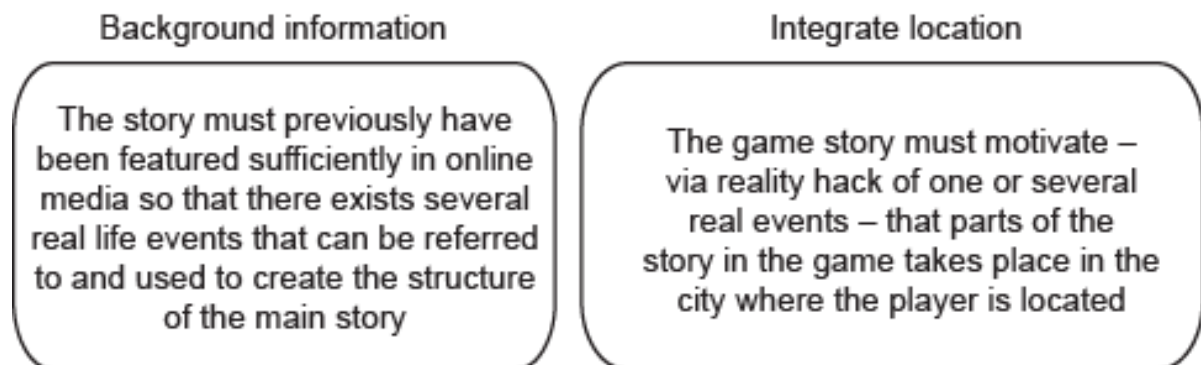 Background information
The story must previously have
been featured sufficiently in online
media so that there exists several
real life events that can be referred
to and used to create the structure
of the main story
Integrate location
The game story must motivate –
via reality hack of one or several
real events – that parts of the
story in the game takes place in the
city where the player is located